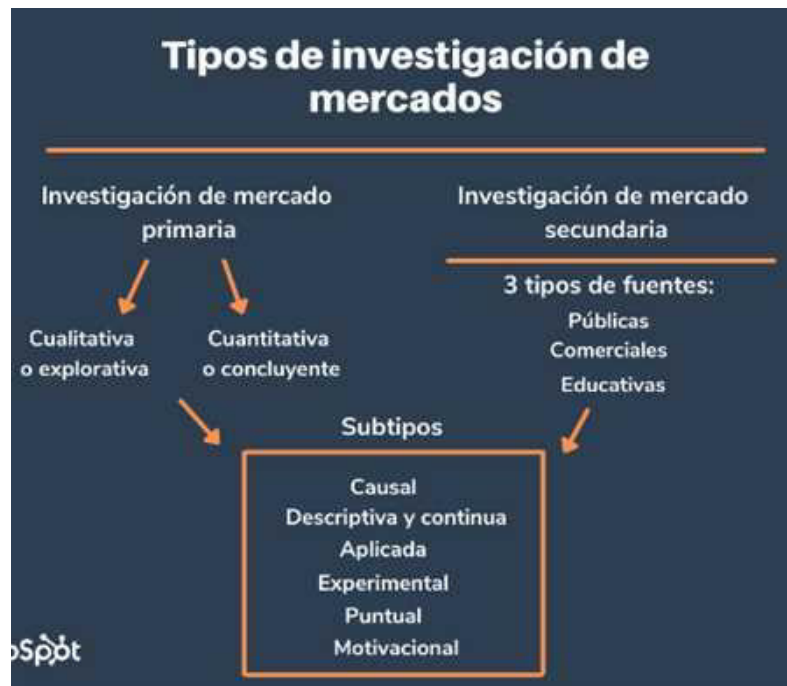 Tipos de investigación de
mercados
Investigación de mercado
primaria
Cualitativa
o explorativa
Cuantitativa
o concluyente
Investigación de mercado
secundaria
3 tipos de fuentes:
Públicas
Comerciales
Educativas
Subtipos
Causal
Descriptiva y continua
Aplicada
Experimental
Puntual
Motivacional
Spot